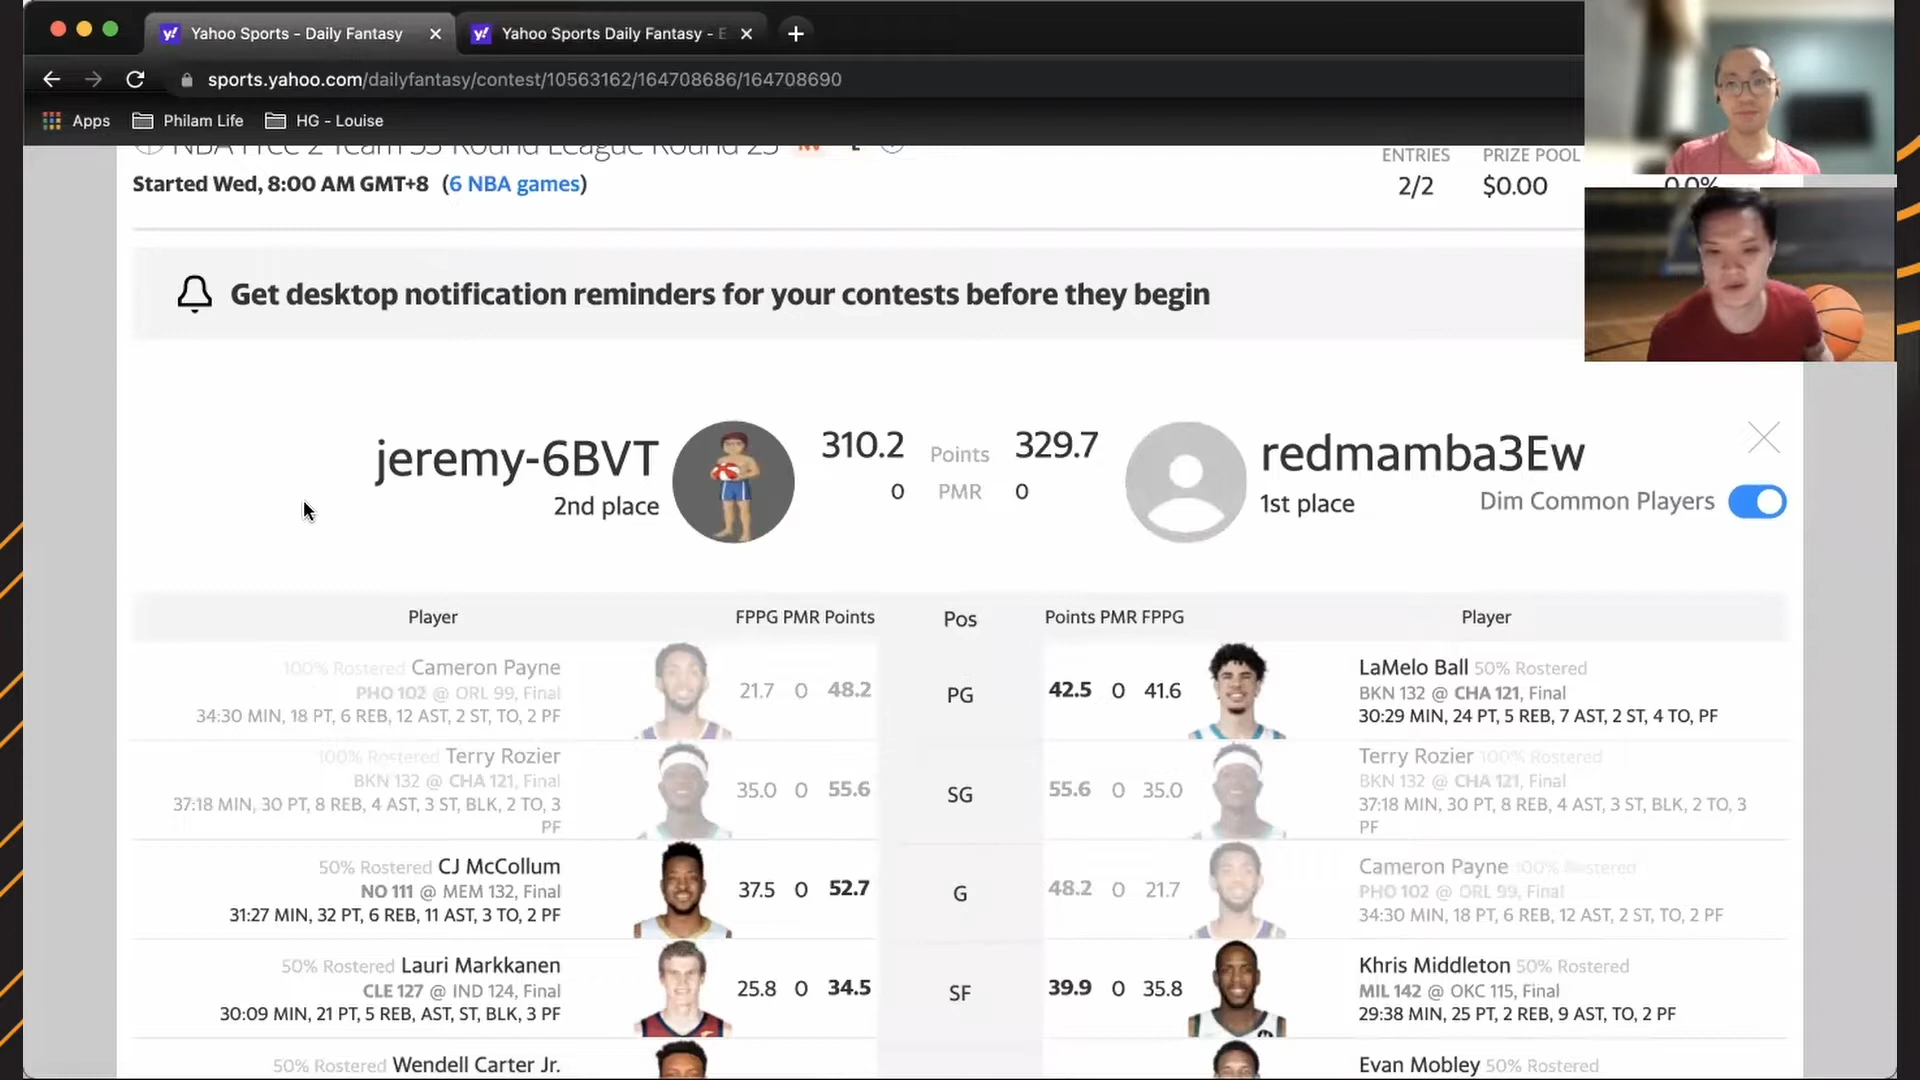 Yahoo Sports - Daily Fantasy
Yahoo Sports Daily Fantasy - E
sports.yahoo.com/dailyfantasy/contest/10563162/164708686/164708690
Apps
Philam Life
HG - Louise
NBA Free 2 Team 55 Round League Round 25
Started Wed, 8:00 AM GMT+8 (6 NBA games)
ENTRIES PRIZE POOL
2/2 $0.00 0.0%
Get desktop notification reminders for your contests before they begin
jeremy-6BVT 310.2 Points 329.7 redmamba3Ew
2nd place 0 PMR 0 1st place Dim Common Players
Player FPPG PMR Points Pos Points PMR FPPG Player
100% Rostered Cameron Payne
PHO 102 @ ORL 99, Final
34:30 MIN, 18 PT, 6 REB, 12 AST, 2 ST, TO, 2 PF
21.7 0 48.2 PG 42.5 0 41.6
LaMelo Ball 50% Rostered
BKN 132 @ CHA 121, Final
30:29 MIN, 24 PT, 5 REB, 7 AST, 2 ST, 4 TO, PF
100% Rostered Terry Rozier
BKN 132 @ CHA 121, Final
37:18 MIN, 30 PT, 8 REB, 4 AST, 3 ST, BLK, 2 TO, 3
PF
35.0 0 55.6 SG 55.6 0 35.0
Terry Rozier 100% Rostered
BKN 132 @ CHA 121, Final
37:18 MIN, 30 PT, 8 REB, 4 AST, 3 ST, BLK, 2 TO, 3
PF
50% Rostered CJ McCollum
NO 111 @ MEM 132, Final
31:27 MIN, 32 PT, 6 REB, 11 AST, 3 TO, 2 PF
37.5 0 52.7 G 48.2 0 21.7
Cameron Payne 100% Rostered
PHO 102 @ ORL 99, Final
34:30 MIN, 18 PT, 6 REB, 12 AST, 2 ST, TO, 2 PF
50% Rostered Lauri Markkanen
CLE 127 @ IND 124, Final
30:09 MIN, 21 PT, 5 REB, AST, ST, BLK, 3 PF
25.8 0 34.5 SF 39.9 0 35.8
Khris Middleton 50% Rostered
MIL 142 @ OKC 115, Final
29:38 MIN, 25 PT, 2 REB, 9 AST, TO, 2 PF
50% Rostered Wendell Carter Jr.
Evan Mobley 50% Rostered